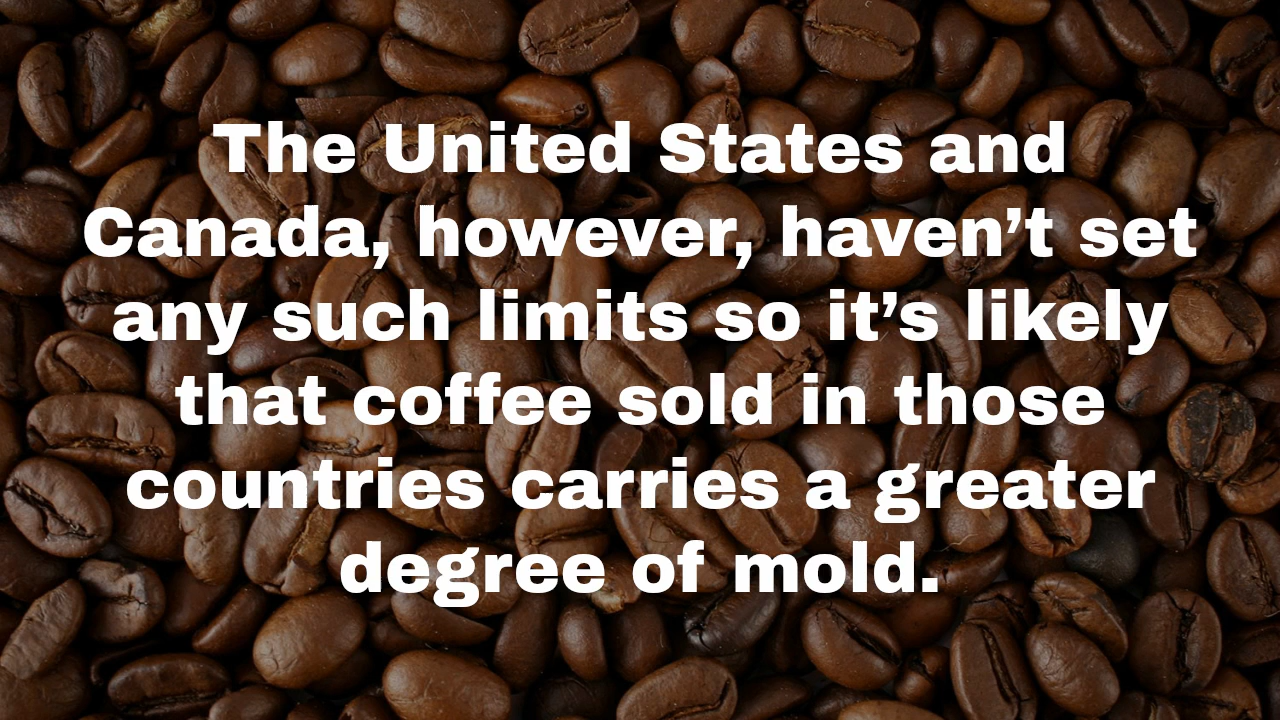 The United States and
Canada, however, haven’t set
any such limits so it’s likely
that coffee sold in those
countries carries a greater
degree of mold.